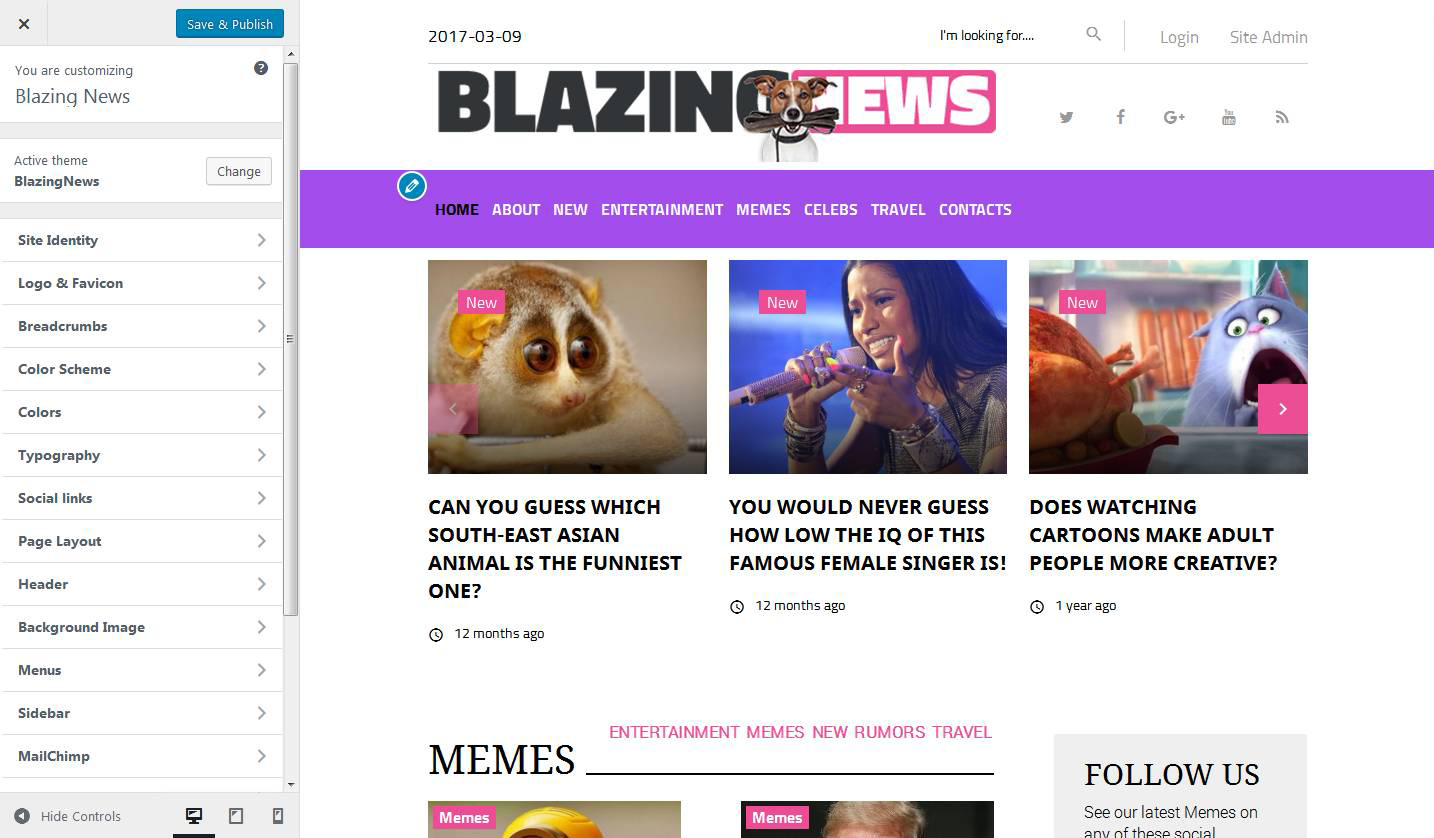 Save & Publish
You are customizing
Blazing News
Active theme
BlazingNews
Change
Site Identity
Logo & Favicon
Breadcrumbs
Color Scheme
Colors
Typography
Social links
Page Layout
Header
Background Image
Menus
Sidebar
MailChimp
Hide Controls
2017-03-09
I'm looking for....
Login
Site Admin
BLAZING NEWS
HOME ABOUT NEW ENTERTAINMENT MEMES CELEBS TRAVEL CONTACTS
New
CAN YOU GUESS WHICH
SOUTH-EAST ASIAN
ANIMAL IS THE FUNNIEST
ONE?
12 months ago
New
YOU WOULD NEVER GUESS
HOW LOW THE IQ OF THIS
FAMOUS FEMALE SINGER IS!
12 months ago
New
DOES WATCHING
CARTOONS MAKE ADULT
PEOPLE MORE CREATIVE?
1 year ago
MEMES
ENTERTAINMENT MEMES NEW RUMORS TRAVEL
Memes
Memes
FOLLOW US
See our latest Memes on
any of these social